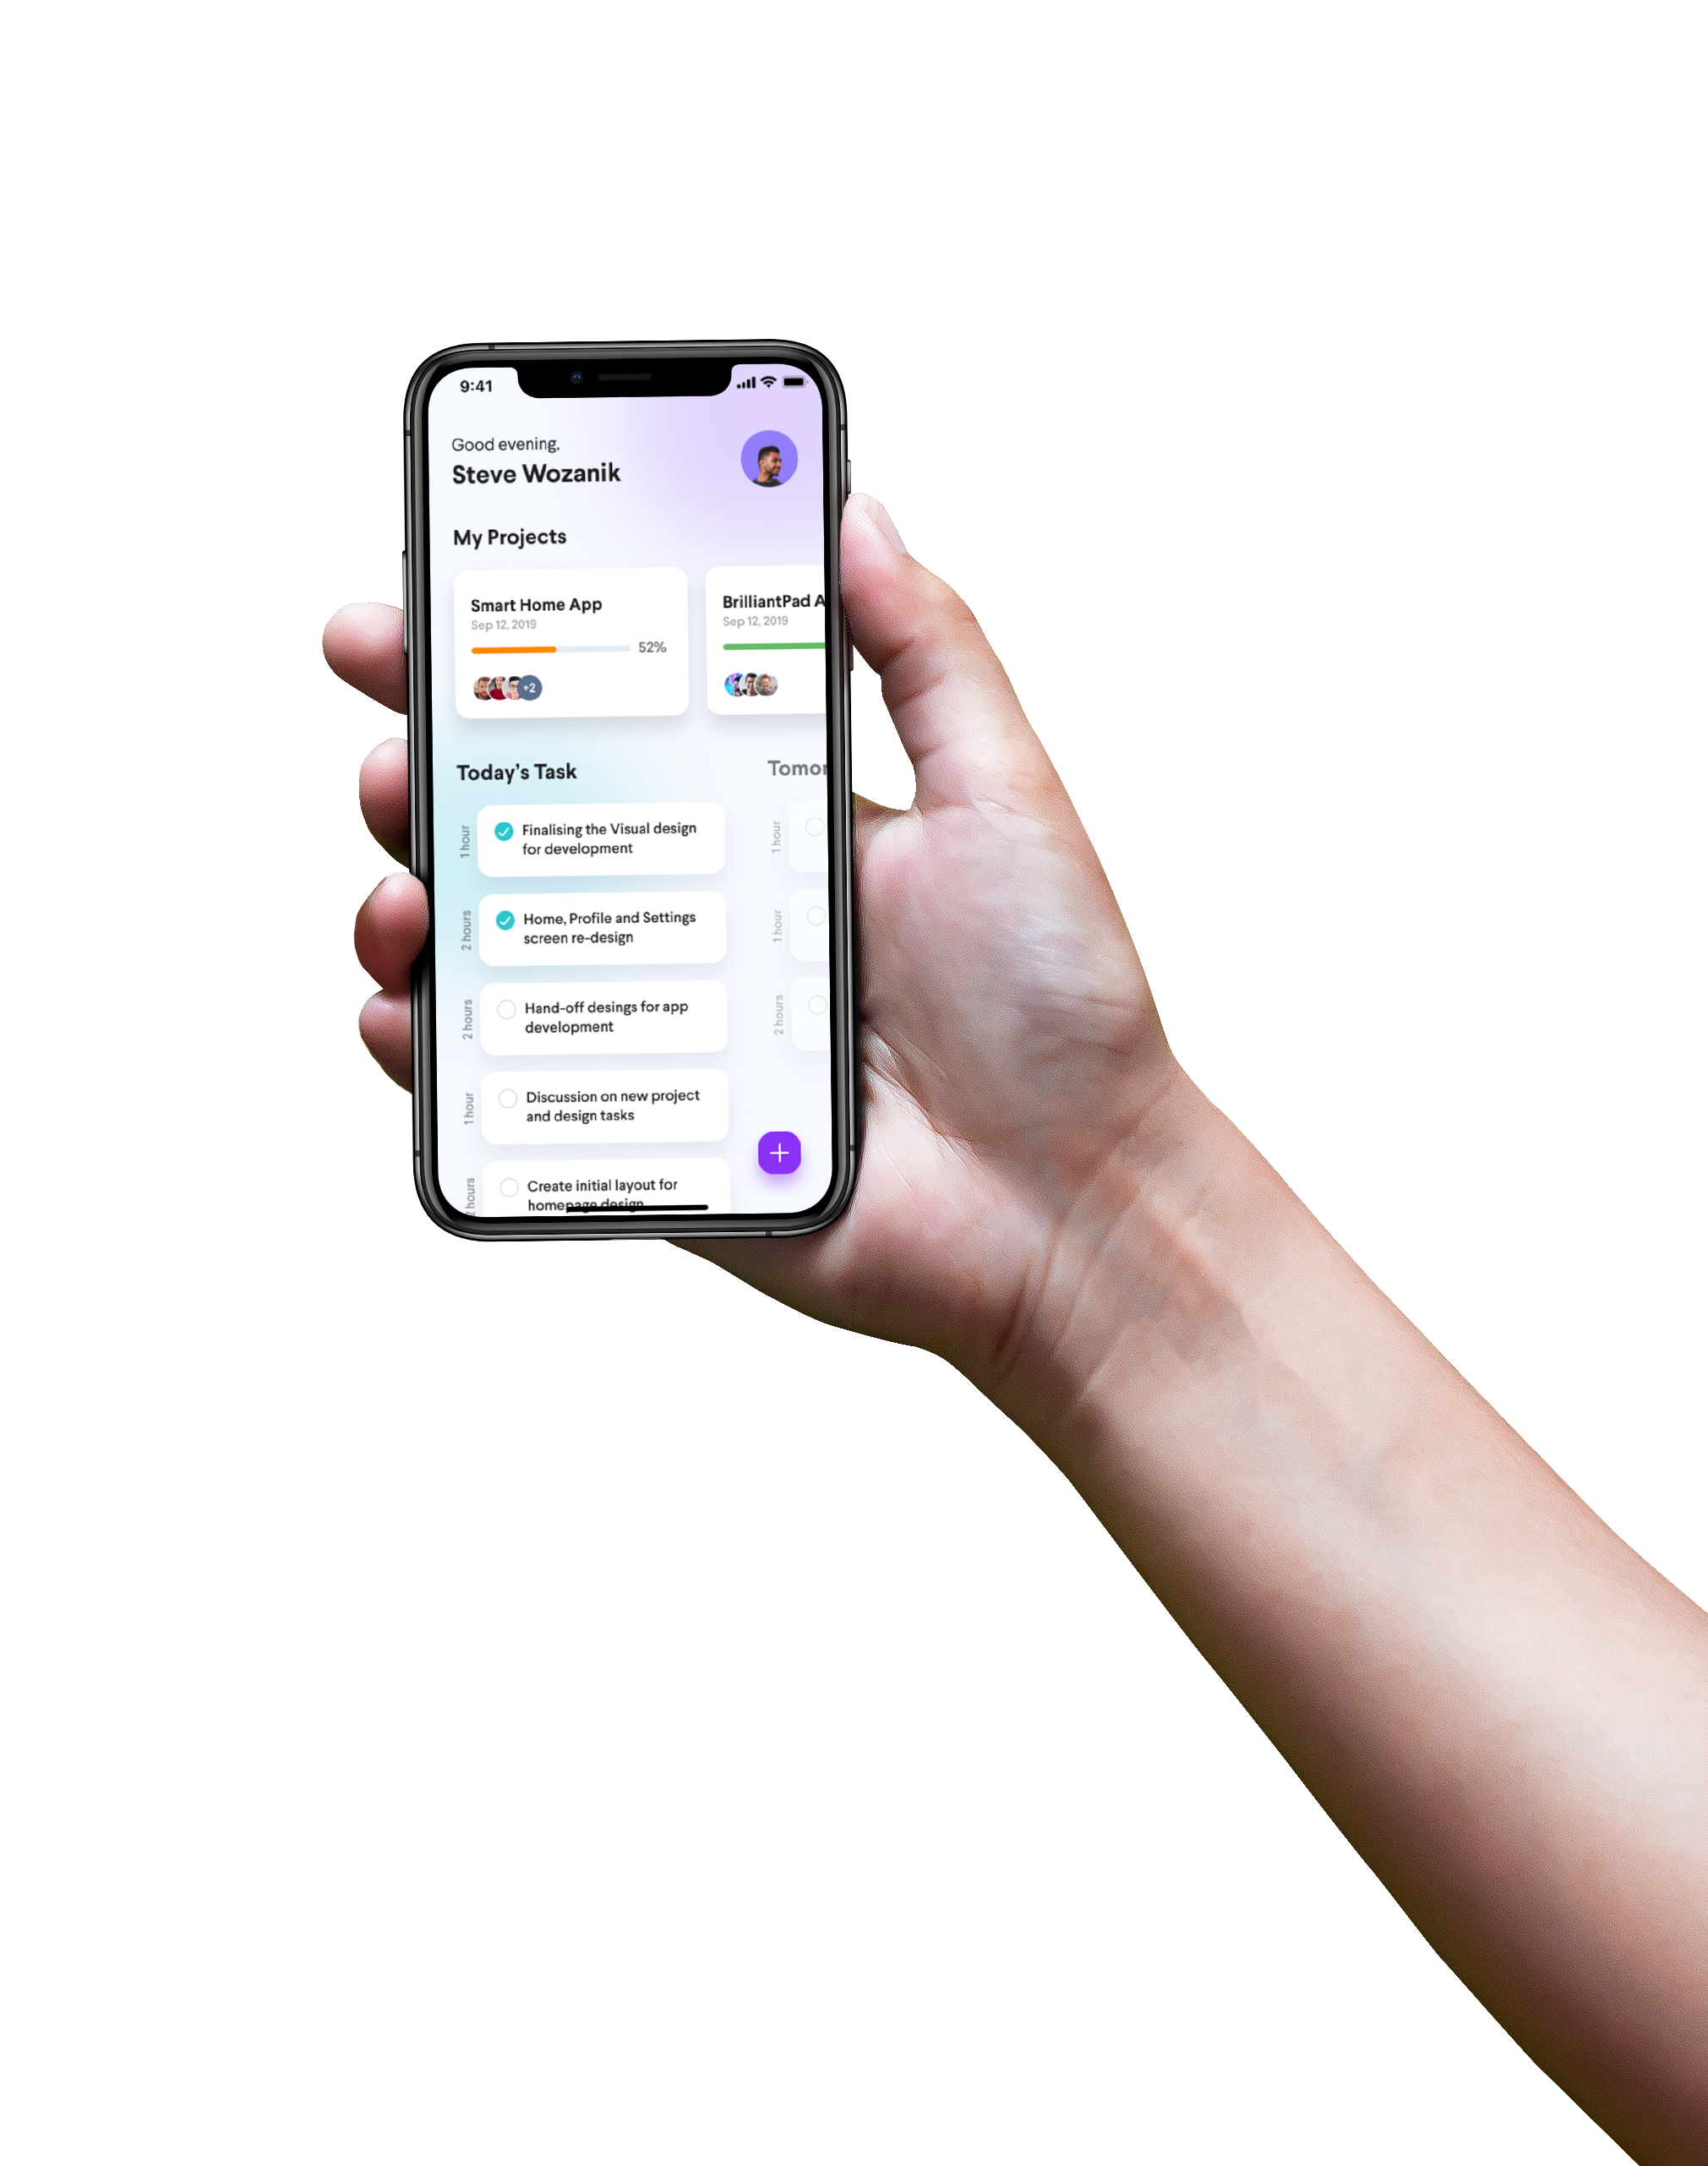 9:41
Good evening,
Steve Wozanik
My Projects
Smart Home App
Sep 12, 2019
52%
+2
BrilliantPad A
Sep 12, 2019
Today's Task
Tomor
1 hour
Finalising the Visual design
for development
2 hours
Home, Profile and Settings
screen re-design
2 hours
Hand-off desings for app
development
1 hour
Discussion on new project
and design tasks
2 hours
Create initial layout for
homepage design
1 hour
1 hour
2 hours